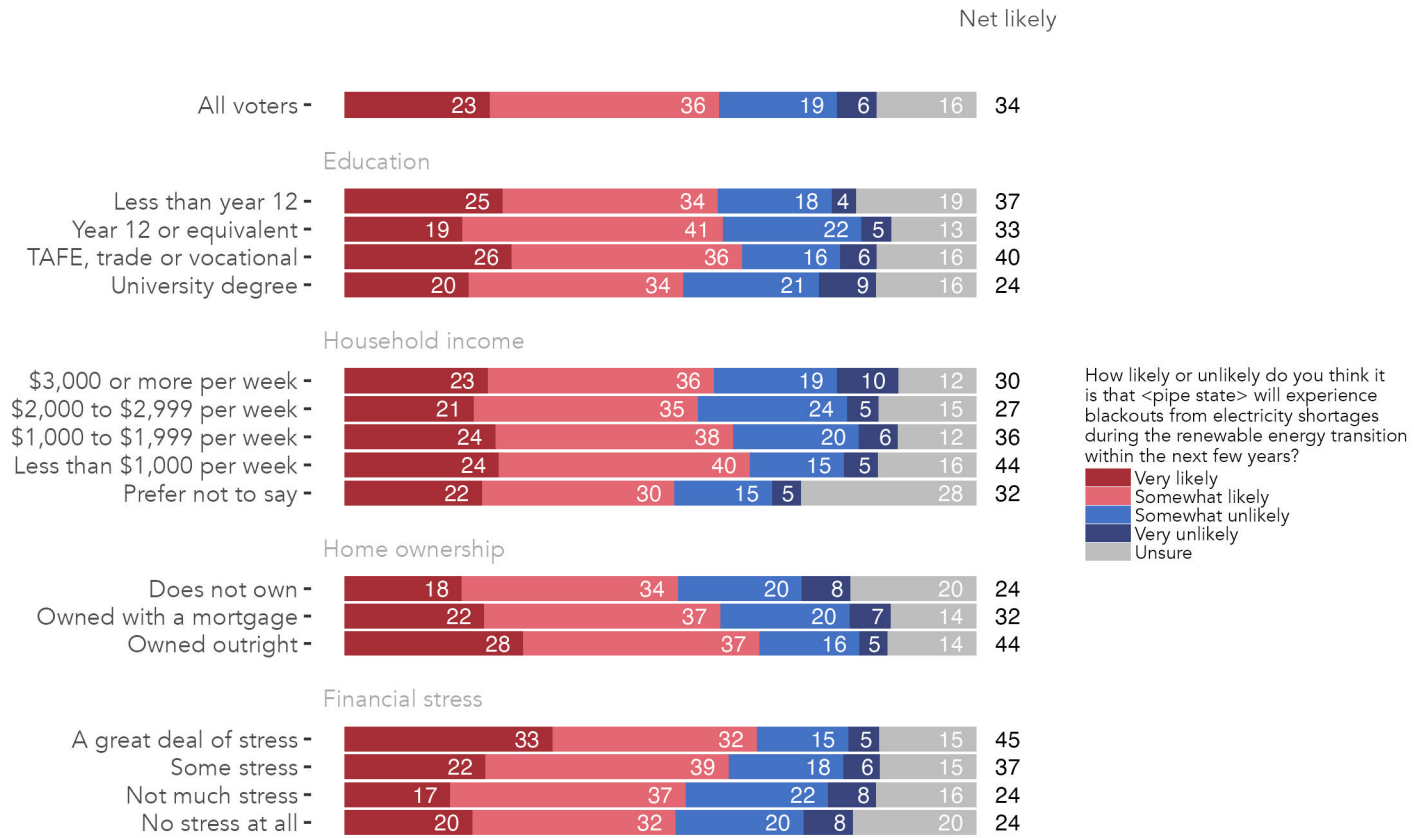 Net likely
All voters - 23 36 19 6 16 34
Education
Less than year 12 - 25 34 18 4 19 37
Year 12 or equivalent - 19 41 22 5 13 33
TAFE, trade or vocational - 26 36 16 6 16 40
University degree - 20 34 21 9 16 24
Household income
$3,000 or more per week - 23 36 19 10 12 30
$2,000 to $2,999 per week - 21 35 24 5 15 27
$1,000 to $1,999 per week - 24 38 20 6 12 36
Less than $1,000 per week - 24 40 15 5 16 44
Prefer not to say - 22 30 15 5 28 32
Home ownership
Does not own - 18 34 20 8 20 24
Owned with a mortgage - 22 37 20 7 14 32
Owned outright - 28 37 16 5 14 44
Financial stress
A great deal of stress - 33 32 15 5 15 45
Some stress - 22 39 18 6 15 37
Not much stress - 17 37 22 8 16 24
No stress at all - 20 32 20 8 20 24
How likely or unlikely do you think it
is that <pipe state> will experience
blackouts from electricity shortages
during the renewable energy transition
within the next few years?
Very likely
Somewhat likely
Somewhat unlikely
Very unlikely
Unsure